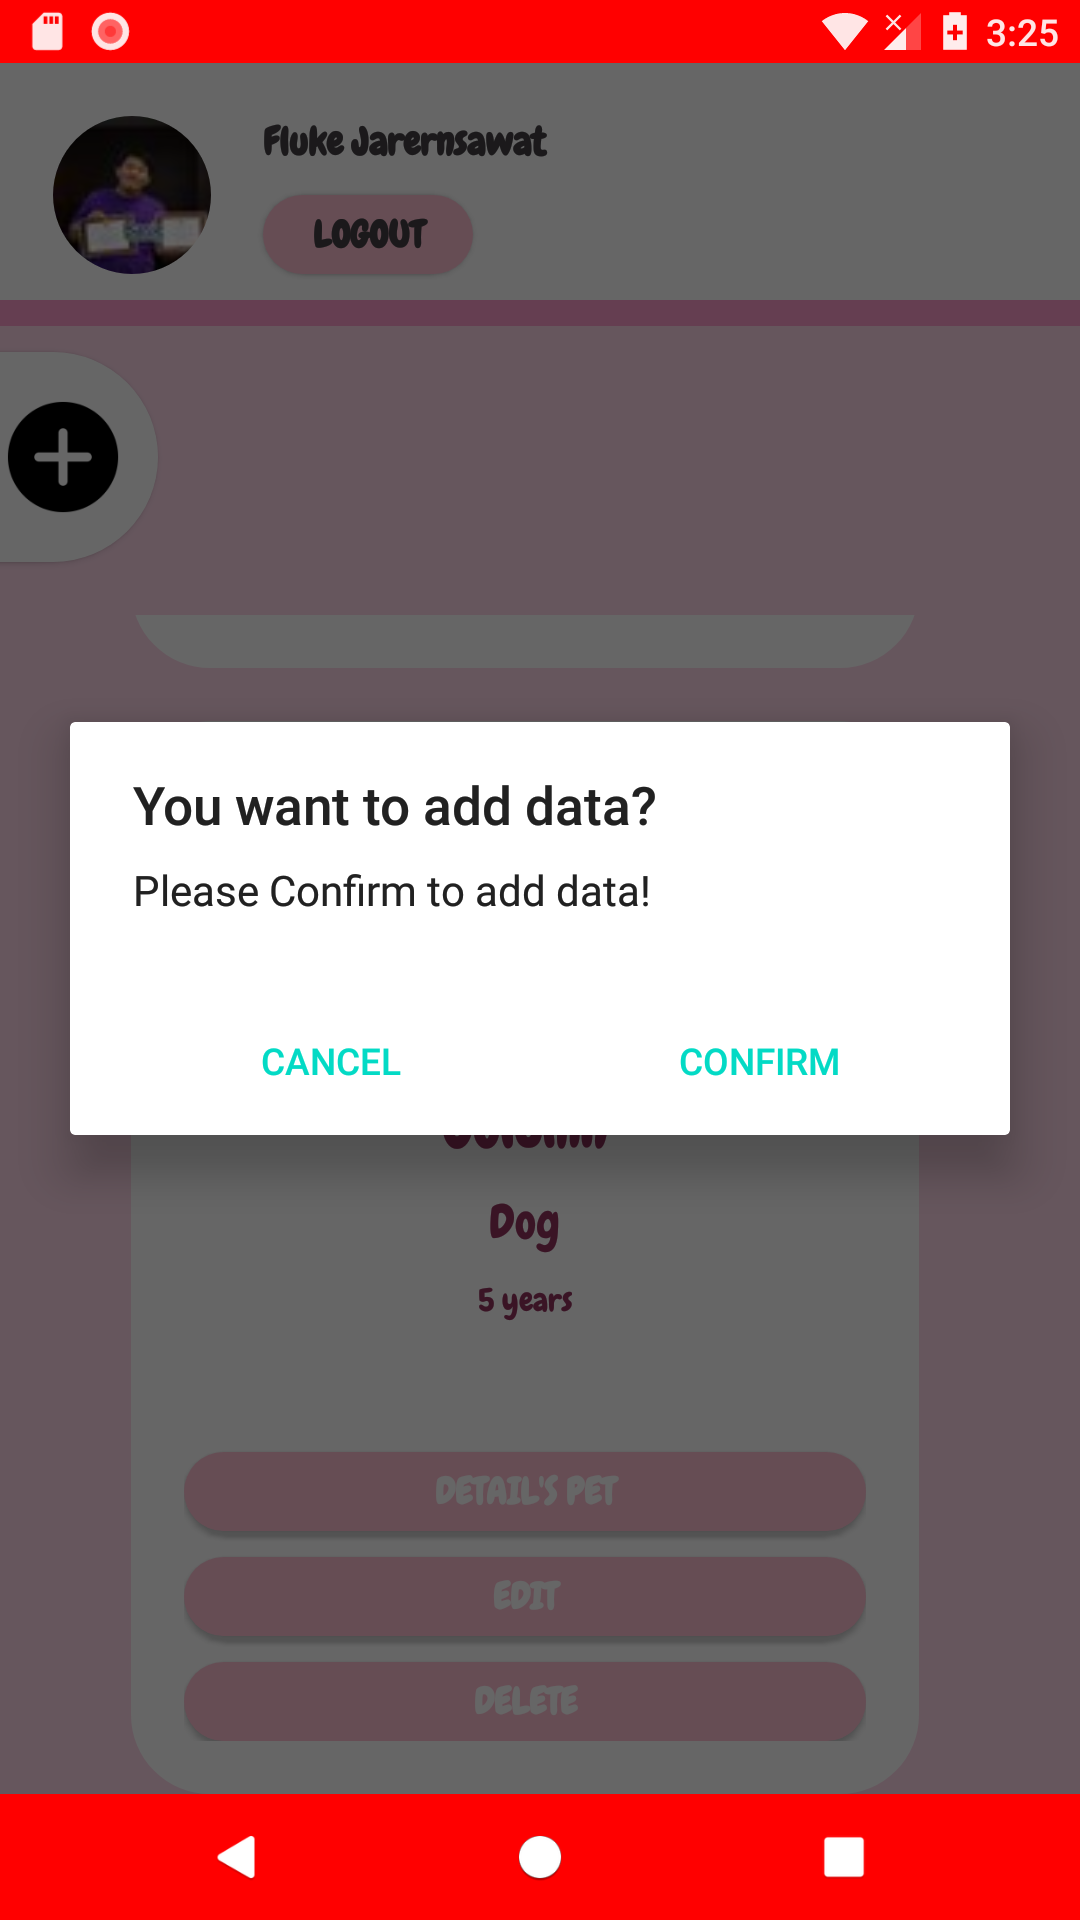 3:25
Fluke Jarernsawat
LOGOUT
You want to add data?
Please Confirm to add data!
CANCEL
CONFIRM
Dog
5 years
DETAIL'S PET
EDIT
DELETE